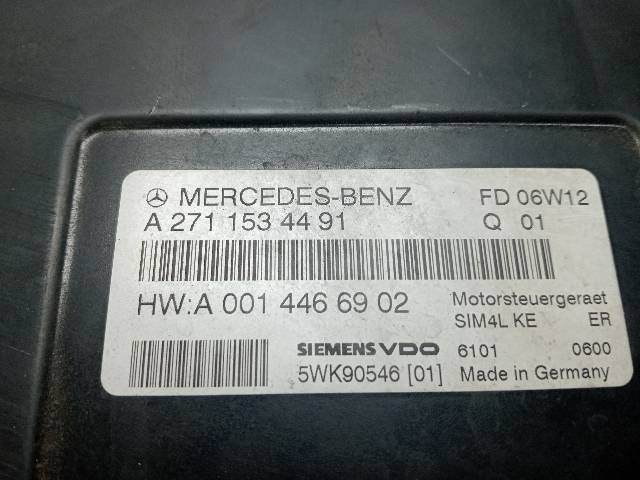 MERCEDES-BENZ FD 06W12
A 271 153 44 91 Q 01
HW:A 001 446 69 02 Motorsteuergeraet
SIM4L KE ER
SIEMENS VDO 6101 0600
5WK90546 [01] Made in Germany